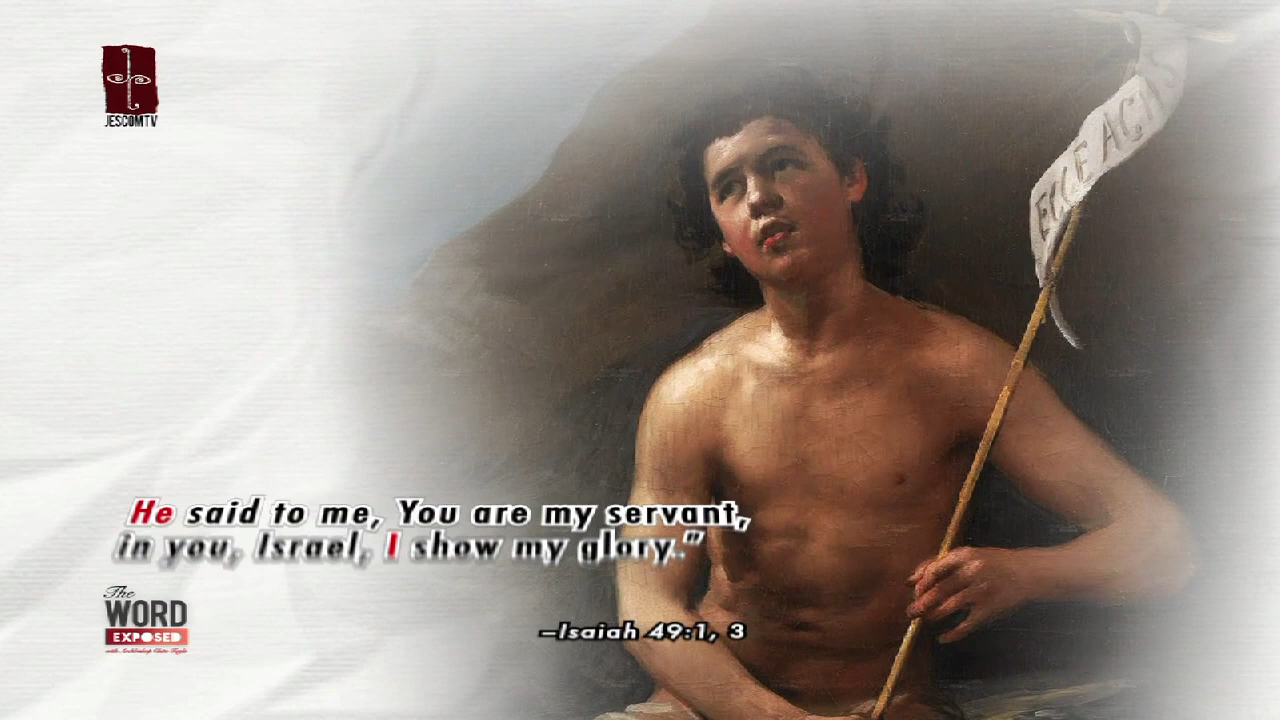 JESCOMTV
ECCE AGNS
He said to me, You are my servant,
in you, Israel, I show my glory.”
The
WORD
EXPOSED
–Isaiah 49:1, 3